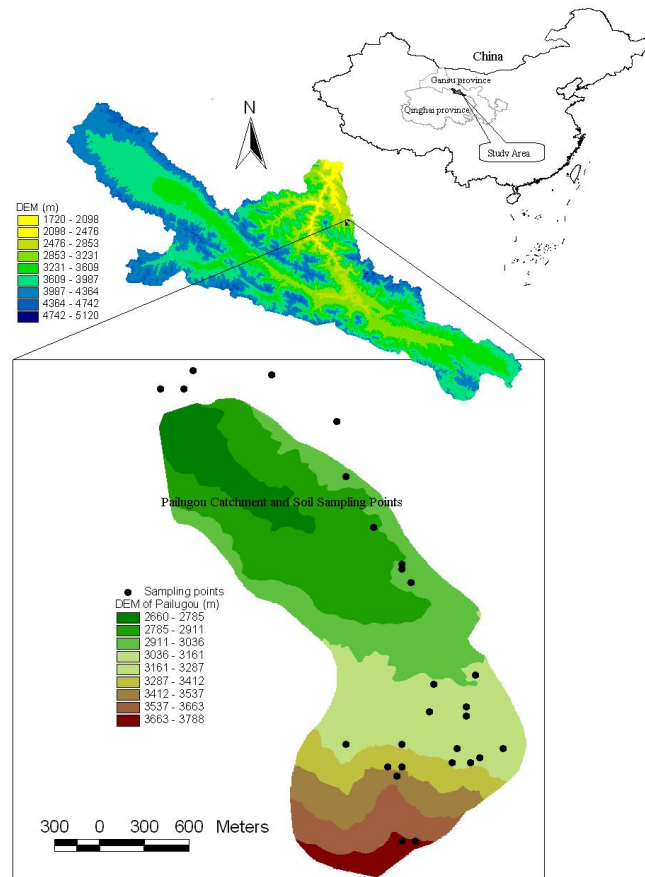 China
Gansu province
Qinghai province
Study Area
N
DEM (m)
1720 - 2098
2098 - 2476
2476 - 2853
2853 - 3231
3231 - 3609
3609 - 3987
3987 - 4364
4364 - 4742
4742 - 5120
Pailugou Catchment and Soil Sampling Points
Sampling points
DEM of Pailugou (m)
2660 - 2785
2785 - 2911
2911 - 3036
3036 - 3161
3161 - 3287
3287 - 3412
3412 - 3537
3537 - 3663
3663 - 3788
300 0 300 600 Meters